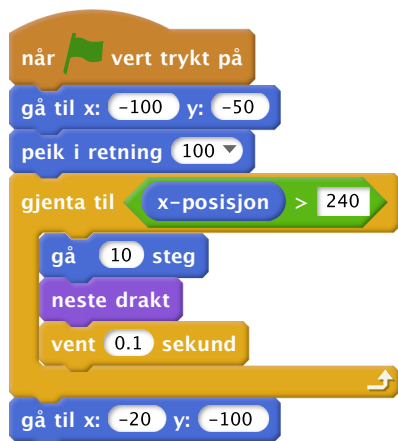 når vert trykt på
gå til x: -100 y: -50
peik i retning 100
gjenta til x-posisjon > 240
gå 10 steg
neste drakt
vent 0.1 sekund
gå til x: -20 y: -100